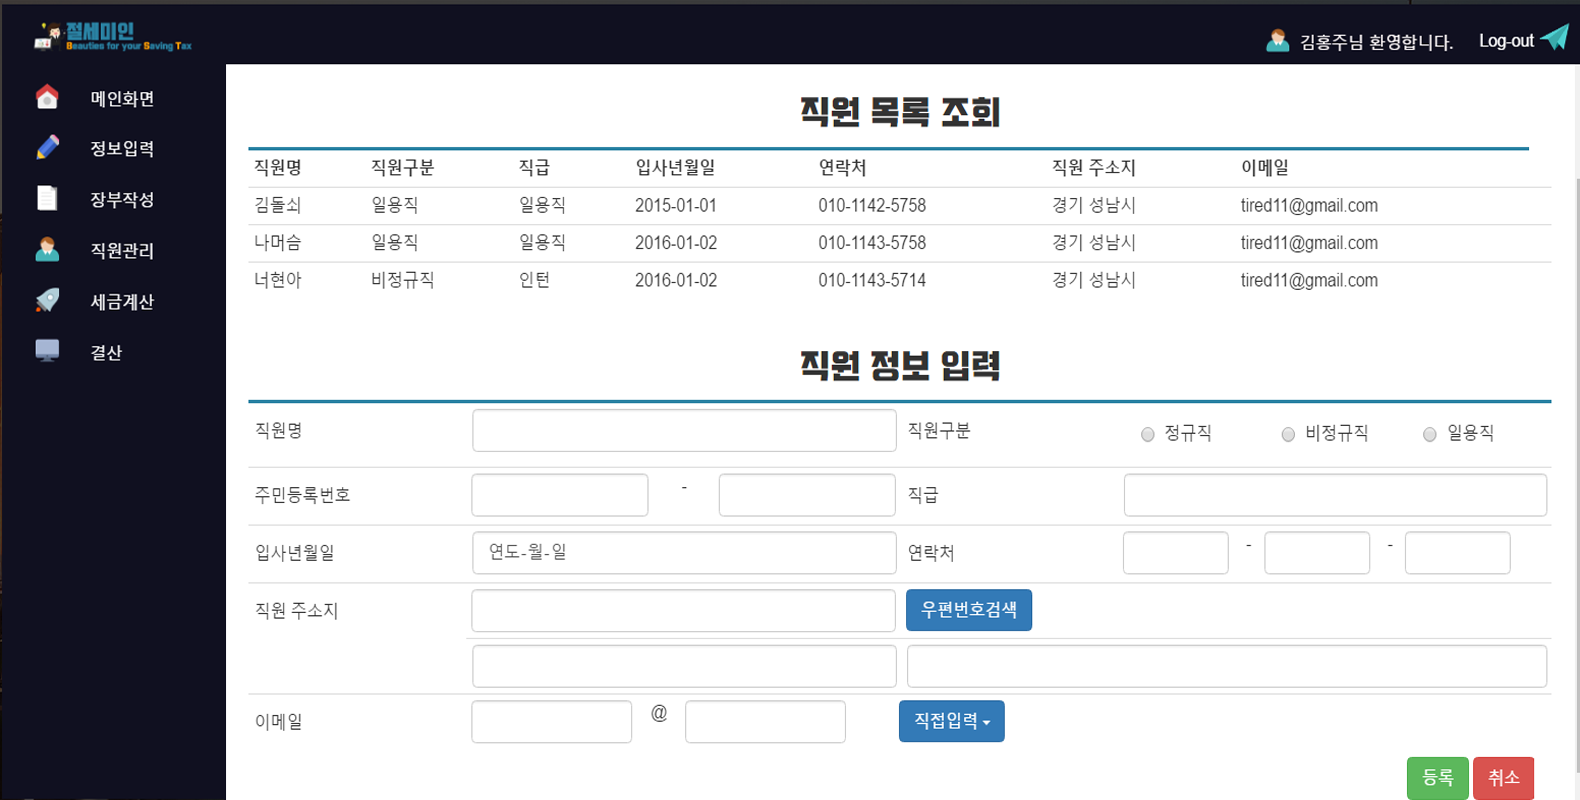 절세미인
Beauties for your Saving Tax
김홍주님 환영합니다. Log-out
메인화면
정보입력
장부작성
직원관리
세금계산
결산
직원 목록 조회
직원명 직원구분 직급 입사년월일 연락처 직원 주소지 이메일
김돌쇠 일용직 일용직 2015-01-01 010-1142-5758 경기 성남시 tired11@gmail.com
나머슴 일용직 일용직 2016-01-02 010-1143-5758 경기 성남시 tired11@gmail.com
너현아 비정규직 인턴 2016-01-02 010-1143-5714 경기 성남시 tired11@gmail.com
직원 정보 입력
직원명 직원구분 정규직 비정규직 일용직
주민등록번호 - 직급
입사년월일 연도-월-일 연락처 - -
직원 주소지 우편번호검색
이메일 @ 직접입력
등록 취소